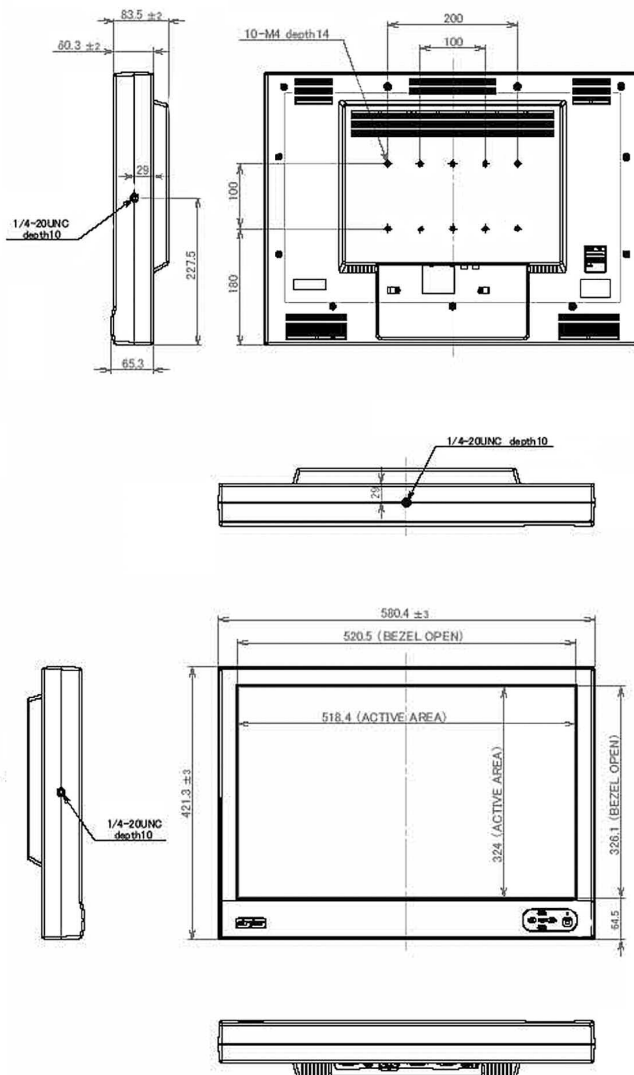 83.5 ±2
60.3 ±2
29
1/4-20UNC
depth10
227.5
65.3
10-M4 depth14
200
100
100
180
1/4-20UNC depth10
29
580.4 ±3
520.5 (BEZEL OPEN)
518.4 (ACTIVE AREA)
421.3 ±3
324 (ACTIVE AREA)
326.1 (BEZEL OPEN)
64.5
1/4-20UNC
depth10
stryker